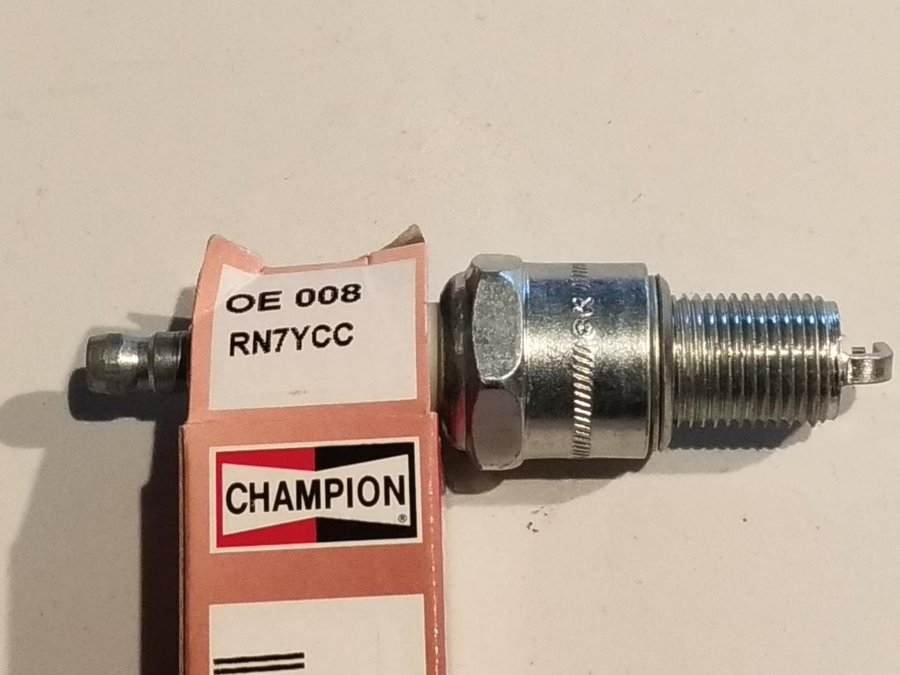 OE 008
RN7YCC
CHAMPION
®